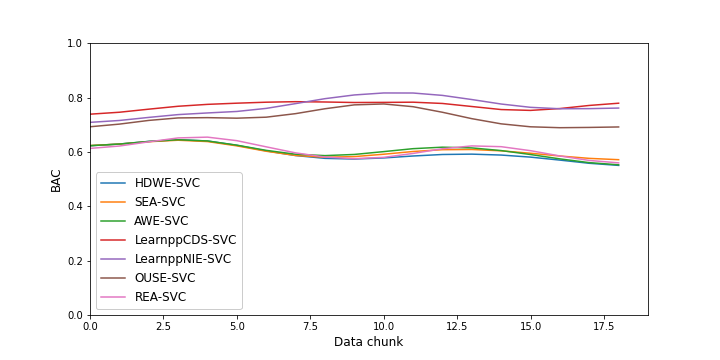 1.0
0.8
0.6
0.4
0.2
0.0
BAC
HDWE-SVC
SEA-SVC
AWE-SVC
LearnppCDS-SVC
LearnppNIE-SVC
OUSE-SVC
REA-SVC
0.0 2.5 5.0 7.5 10.0 12.5 15.0 17.5
Data chunk